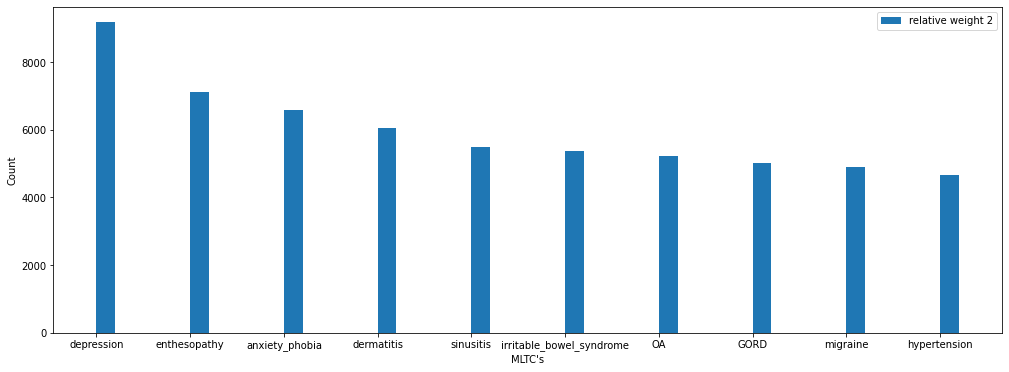 relative weight 2
8000
6000
4000
2000
0
Count
depression enthesopathy anxiety_phobia dermatitis sinusitis irritable_bowel_syndrome OA GORD migraine hypertension
MLTC's